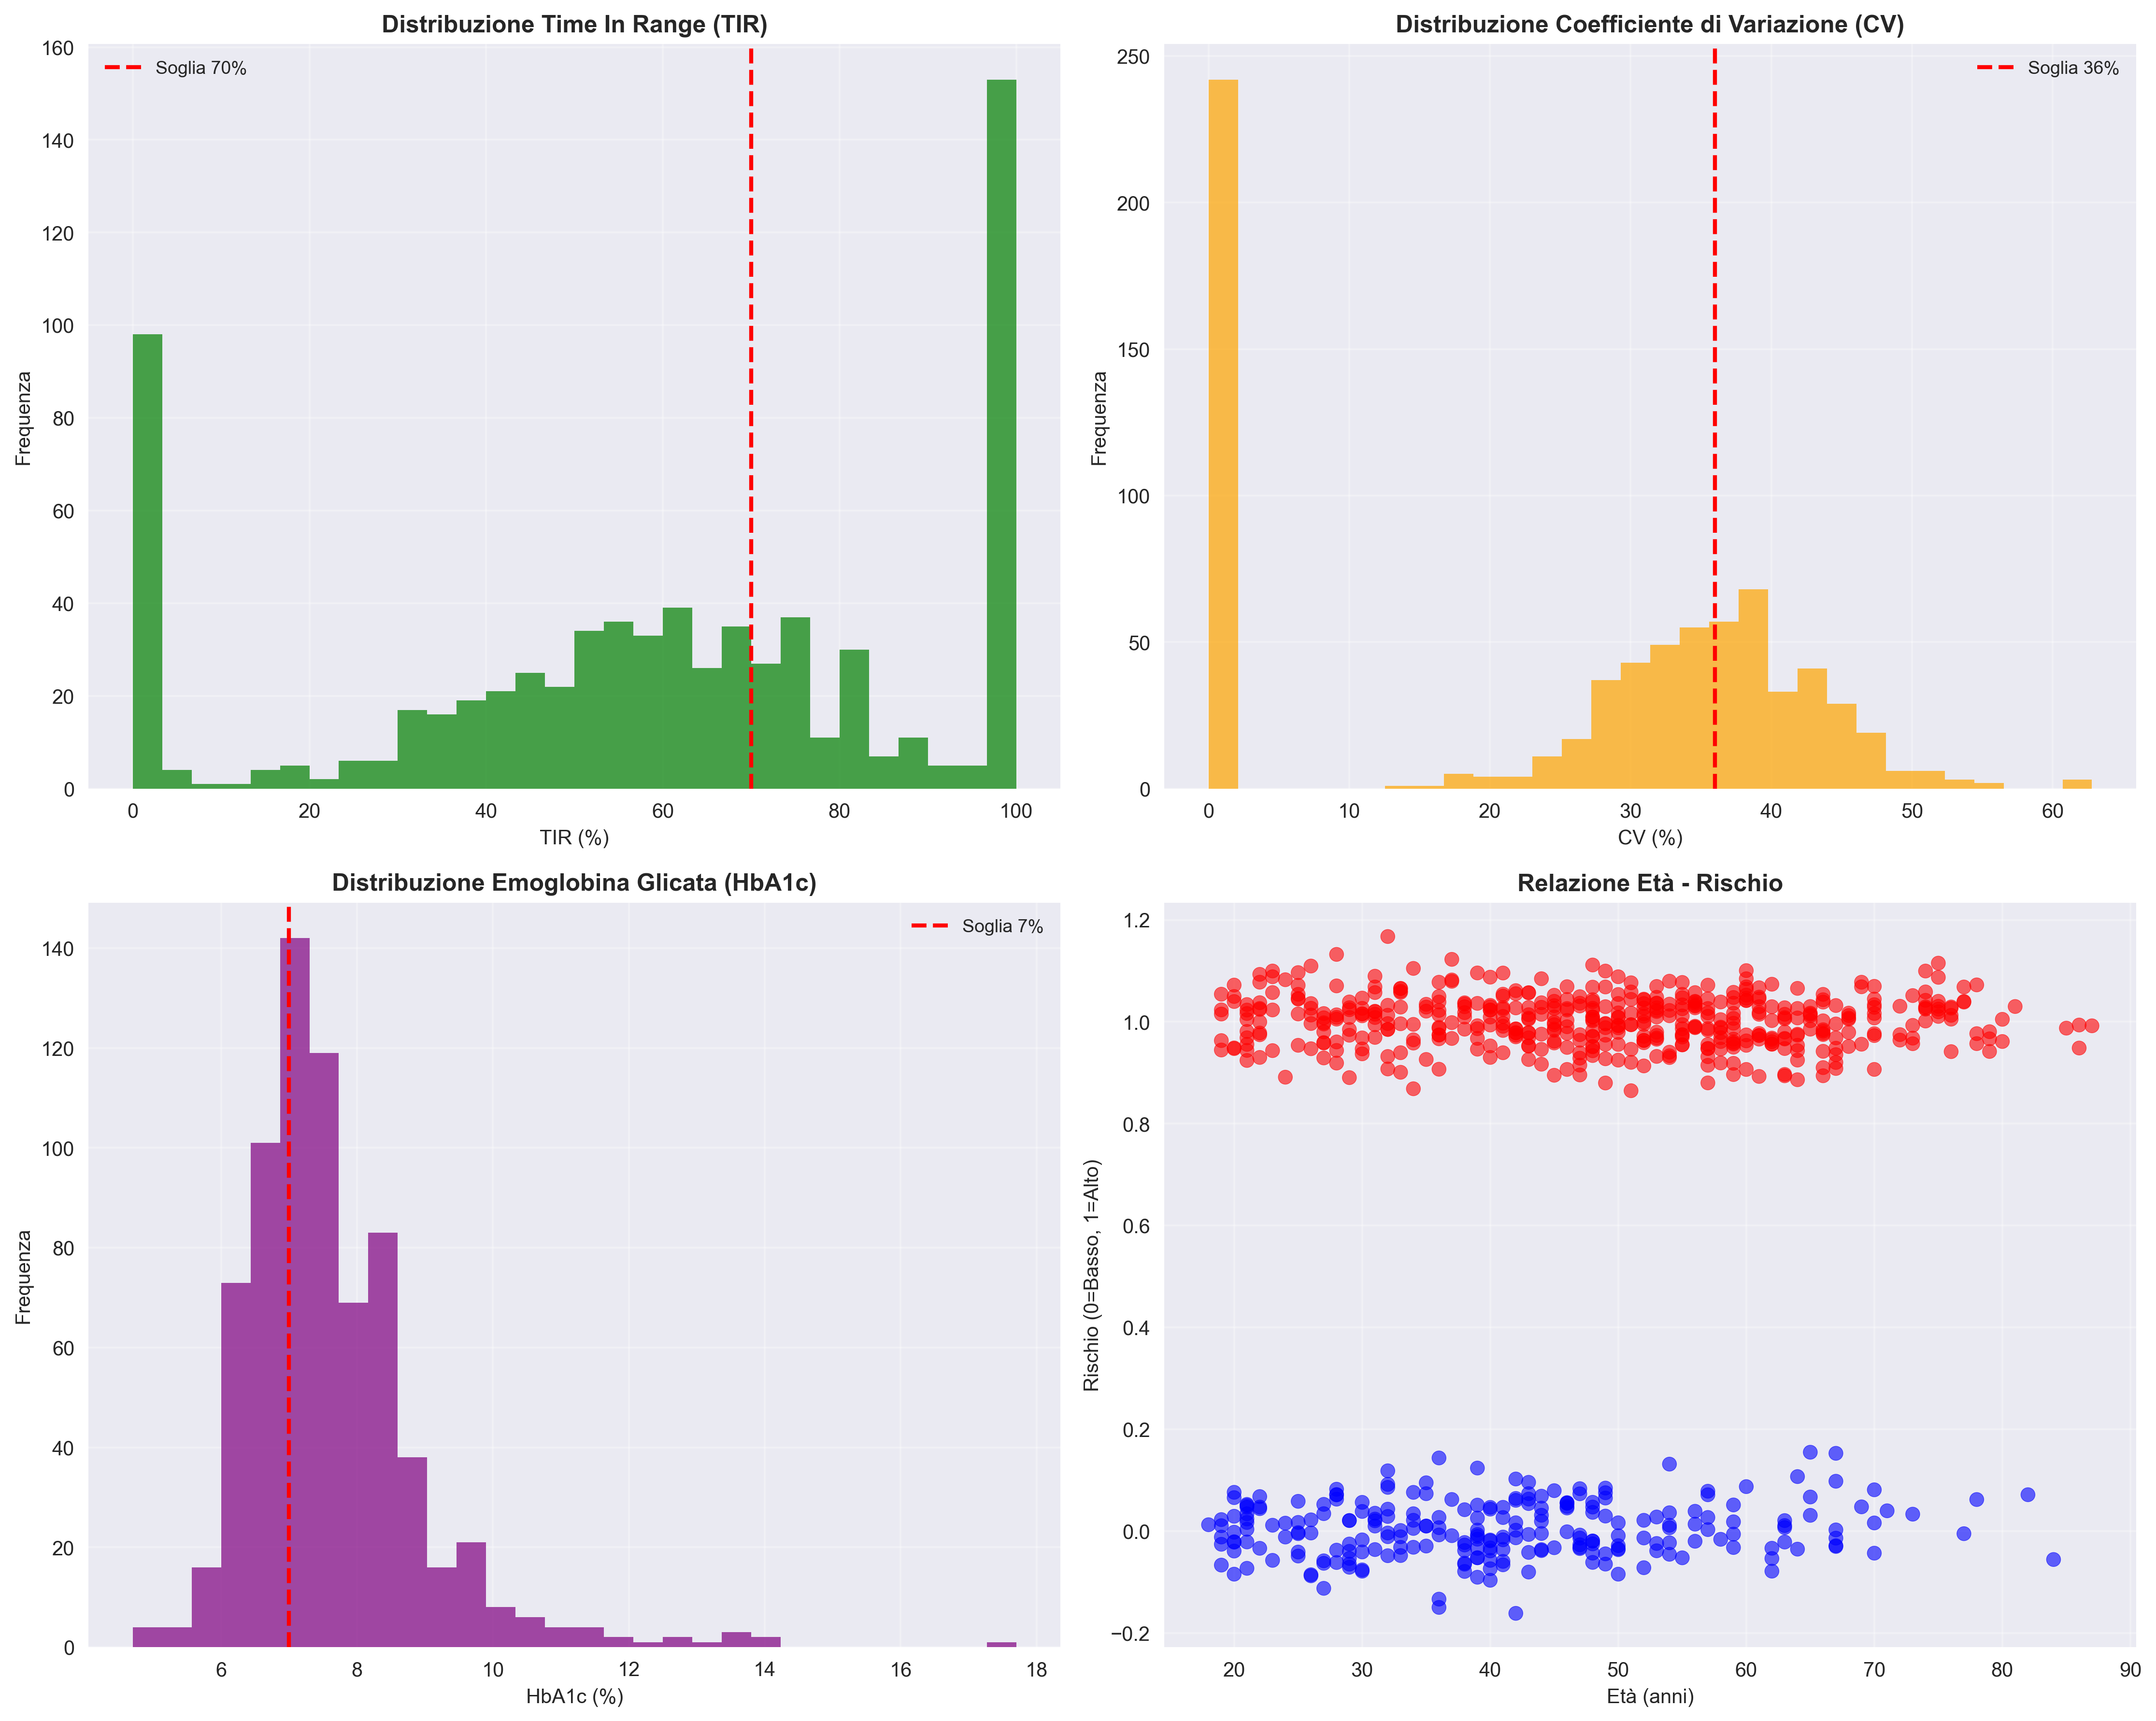 Distribuzione Time In Range (TIR)
Soglia 70%
Frequenza
160
140
120
100
80
60
40
20
0
0 20 40 60 80 100
TIR (%)
Distribuzione Coefficiente di Variazione (CV)
Soglia 36%
Frequenza
250
200
150
100
50
0
0 10 20 30 40 50 60
CV (%)
Distribuzione Emoglobina Glicata (HbA1c)
Soglia 7%
Frequenza
140
120
100
80
60
40
20
0
6 8 10 12 14 16 18
HbA1c (%)
Relazione Età - Rischio
Rischio (0=Basso, 1=Alto)
1.2
1.0
0.8
0.6
0.4
0.2
0.0
−0.2
20 30 40 50 60 70 80 90
Età (anni)